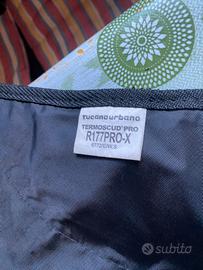 Tucanourbano
TERMOSCUD® PRO
R177PRO-X
subito